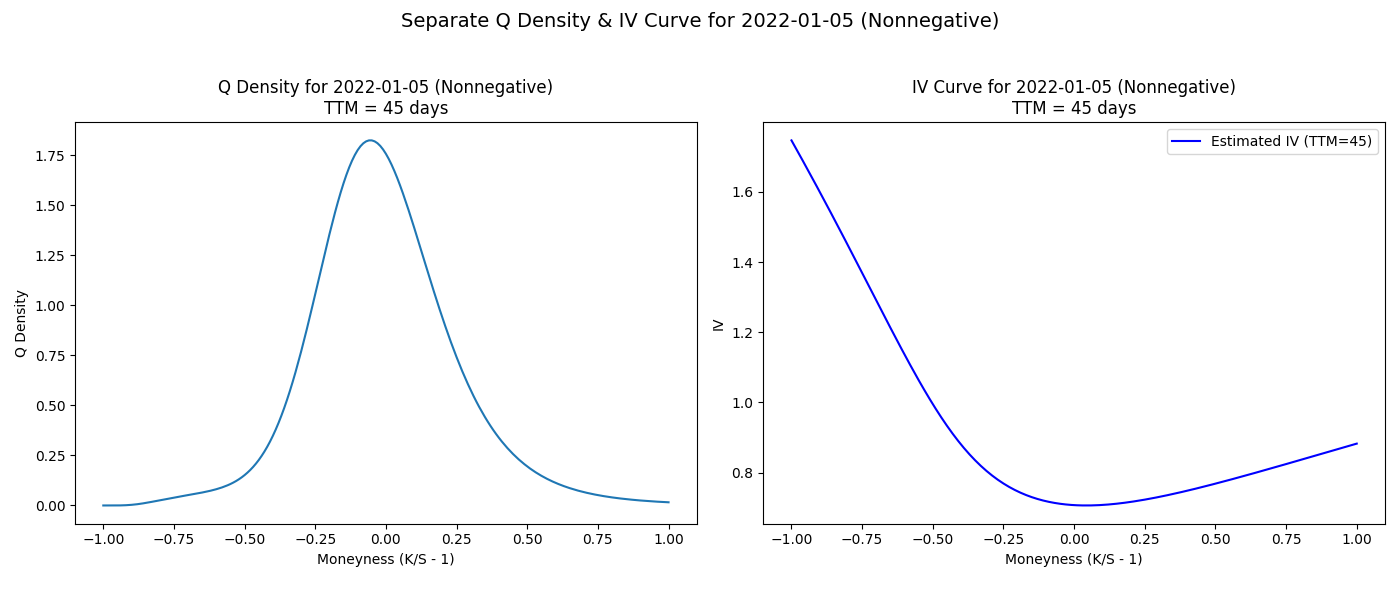 Separate Q Density & IV Curve for 2022-01-05 (Nonnegative)
Q Density for 2022-01-05 (Nonnegative)
TTM = 45 days
Q Density
1.75
1.50
1.25
1.00
0.75
0.50
0.25
0.00
−1.00 −0.75 −0.50 −0.25 0.00 0.25 0.50 0.75 1.00
Moneyness (K/S - 1)
IV Curve for 2022-01-05 (Nonnegative)
TTM = 45 days
Estimated IV (TTM=45)
IV
1.6
1.4
1.2
1.0
0.8
−1.00 −0.75 −0.50 −0.25 0.00 0.25 0.50 0.75 1.00
Moneyness (K/S - 1)